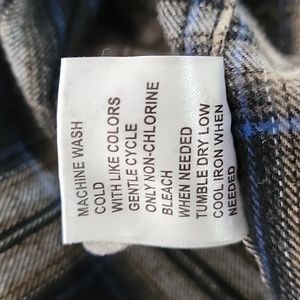 MACHINE WASH
COLD
WITH LIKE COLORS
GENTLE CYCLE
ONLY NON-CHLORINE
BLEACH
WHEN NEEDED
TUMBLE DRY LOW
COOL IRON WHEN
NEEDED